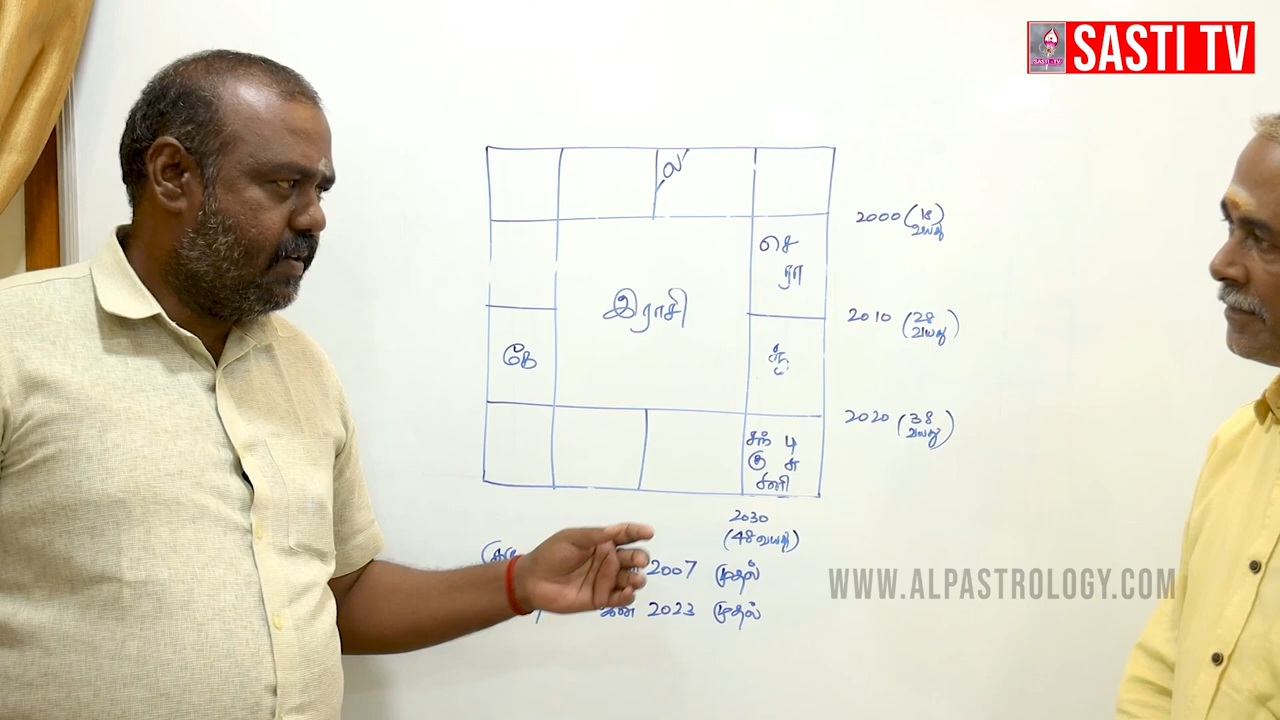 SASTI TV
SASTI TV
ல
2000 (18
வயது)
செ
ரா
இராசி
2010 (28
வயது)
கே
2020 (38
வயது)
சந் பு
கு சு
சனி
2030
(48 வயது)
2007 முதல்
2023 முதல்
WWW.ALPASTROLOGY.COM